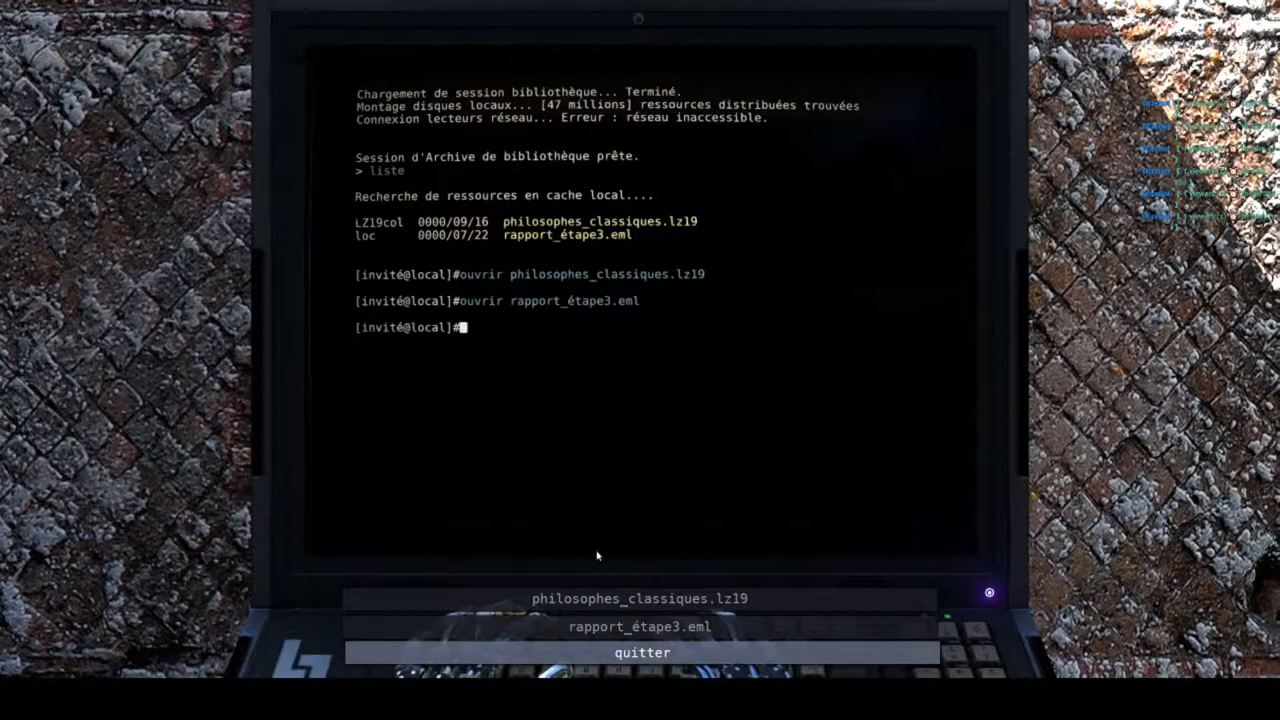 Chargement de session bibliothèque... Terminé.
Montage disques locaux... [47 millions] ressources distribuées trouvées
Connexion lecteurs réseau... Erreur : réseau inaccessible.
Session d'Archive de bibliothèque prête.
> liste
Recherche de ressources en cache local....
LZ19col 0000/09/16 philosophes_classiques.lz19
loc 0000/07/22 rapport_étape3.eml
[invité@local]#ouvrir philosophes_classiques.lz19
[invité@local]#ouvrir rapport_étape3.eml
[invité@local]#
philosophes_classiques.lz19
rapport_étape3.eml
quitter